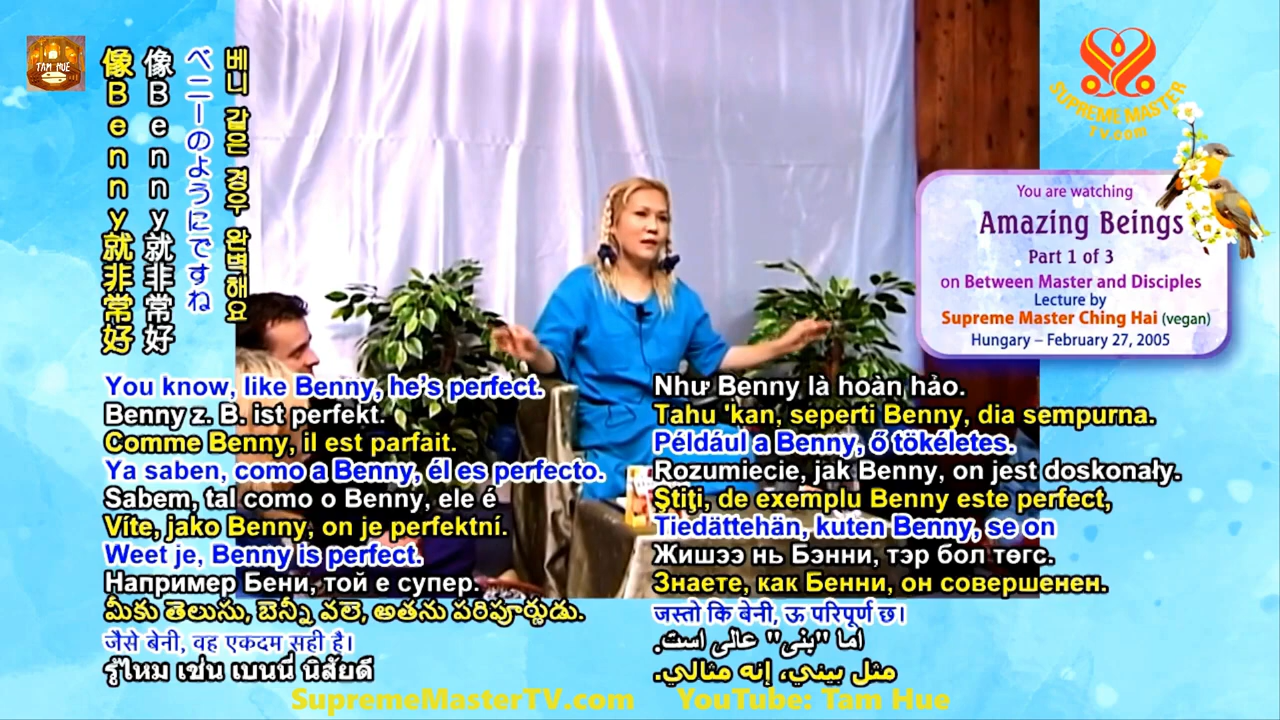 TAM HUE
像Benny就非常好
像Benny就非常好
ベニーのようにですね
베니 같은 경우 완벽해요
SUPREME MASTER
TV.com
You are watching
Amazing Beings
Part 1 of 3
on Between Master and Disciples
Lecture by
Supreme Master Ching Hai (vegan)
Hungary – February 27, 2005
You know, like Benny, he's perfect.
Benny z. B. ist perfekt.
Comme Benny, il est parfait.
Ya saben, como a Benny, él es perfecto.
Sabem, tal como o Benny, ele é
Víte, jako Benny, on je perfektní.
Weet je, Benny is perfect.
Например Бени, той е супер.
మీకు తెలుసు, బెన్నీ వలె, అతను పరిపూర్ణుడు.
जैसे बेनी, वह एकदम सही है।
รู้ไหม เช่น เบนนี่ นิสัยดี
Như Benny là hoàn hảo.
Tahu 'kan, seperti Benny, dia sempurna.
Például a Benny, ő tökéletes.
Rozumiecie, jak Benny, on jest doskonały.
Ştiţi, de exemplu Benny este perfect,
Tiedättehän, kuten Benny, se on
Жишээ нь Бэнни, тэр бол төгс.
Знаете, как Бенни, он совершенен.
जस्तो कि बेनी, ऊ परिपूर्ण छ।
اما "بنی" عالی است.
مثل بيني، إنه مثالي.
SupremeMasterTV.com YouTube: Tam Hue